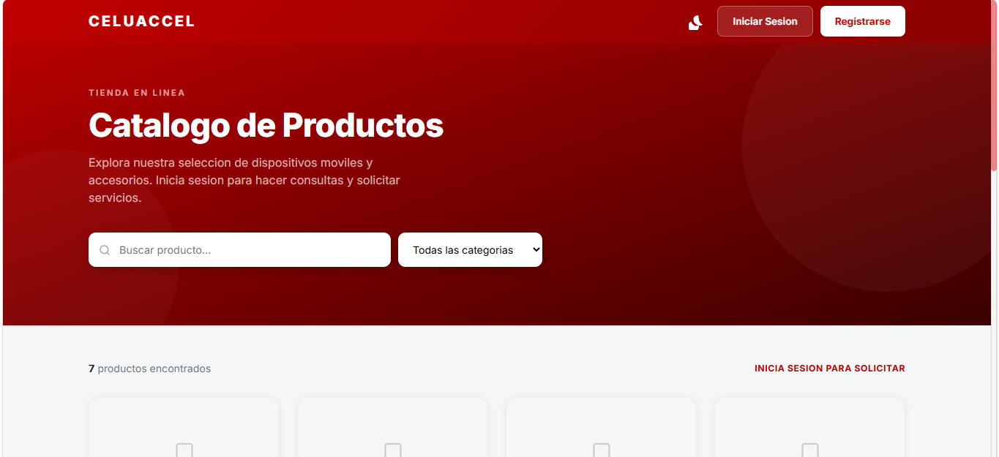 CELUACCEL
Iniciar Sesion
Registrarse
TIENDA EN LINEA
Catalogo de Productos
Explora nuestra seleccion de dispositivos moviles y
accesorios. Inicia sesion para hacer consultas y solicitar
servicios.
Buscar producto...
Todas las categorias
7 productos encontrados
INICIA SESION PARA SOLICITAR